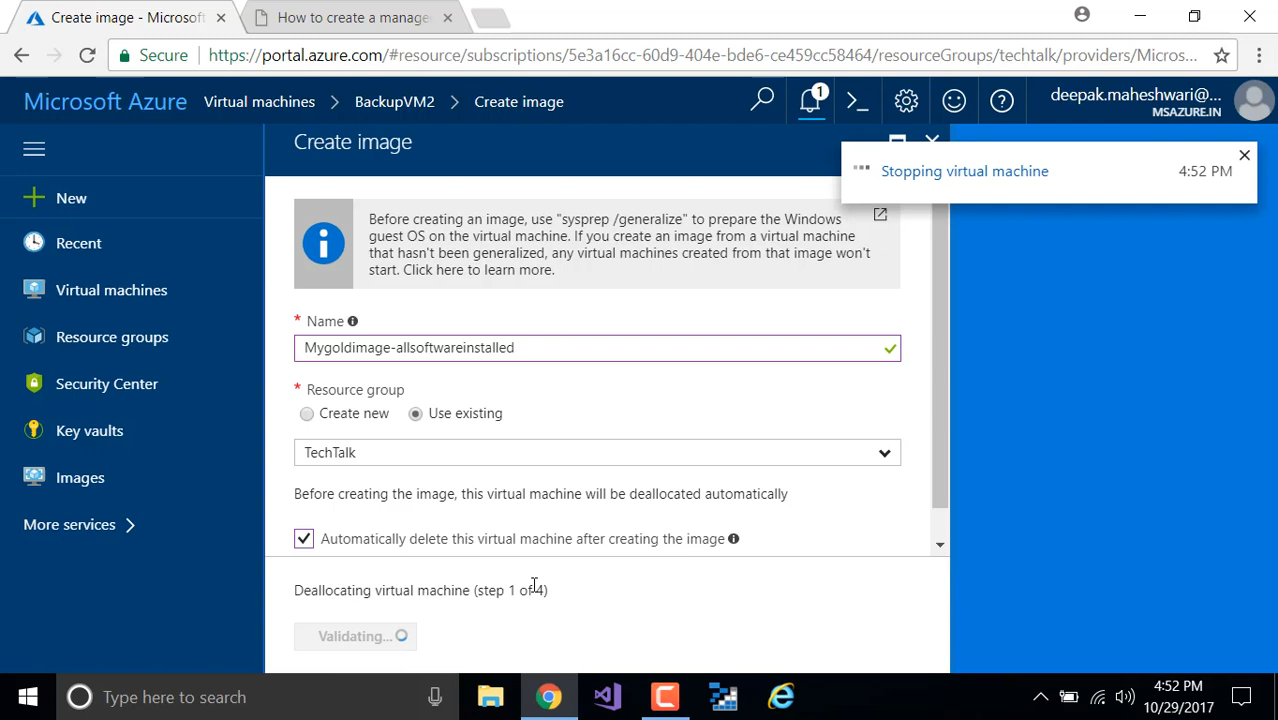 Create image - Microsoft
How to create a manage
Secure
https://portal.azure.com/#resource/subscriptions/5e3a16cc-60d9-404e-bde6-ce459cc58464/resourceGroups/techtalk/providers/Micros...
Microsoft Azure
Virtual machines > BackupVM2 > Create image
1
deepak.maheshwari@...
MSAZURE.IN
Create image
Stopping virtual machine
4:52 PM
New
Recent
Virtual machines
Resource groups
Security Center
Key vaults
Images
More services
Before creating an image, use "sysprep /generalize" to prepare the Windows
guest OS on the virtual machine. If you create an image from a virtual machine
that hasn't been generalized, any virtual machines created from that image won't
start. Click here to learn more.
* Name
Mygoldimage-allsoftwareinstalled
* Resource group
Create new
Use existing
TechTalk
Before creating the image, this virtual machine will be deallocated automatically
Automatically delete this virtual machine after creating the image
Deallocating virtual machine (step 1 of 4)
Validating...
Type here to search
4:52 PM
10/29/2017